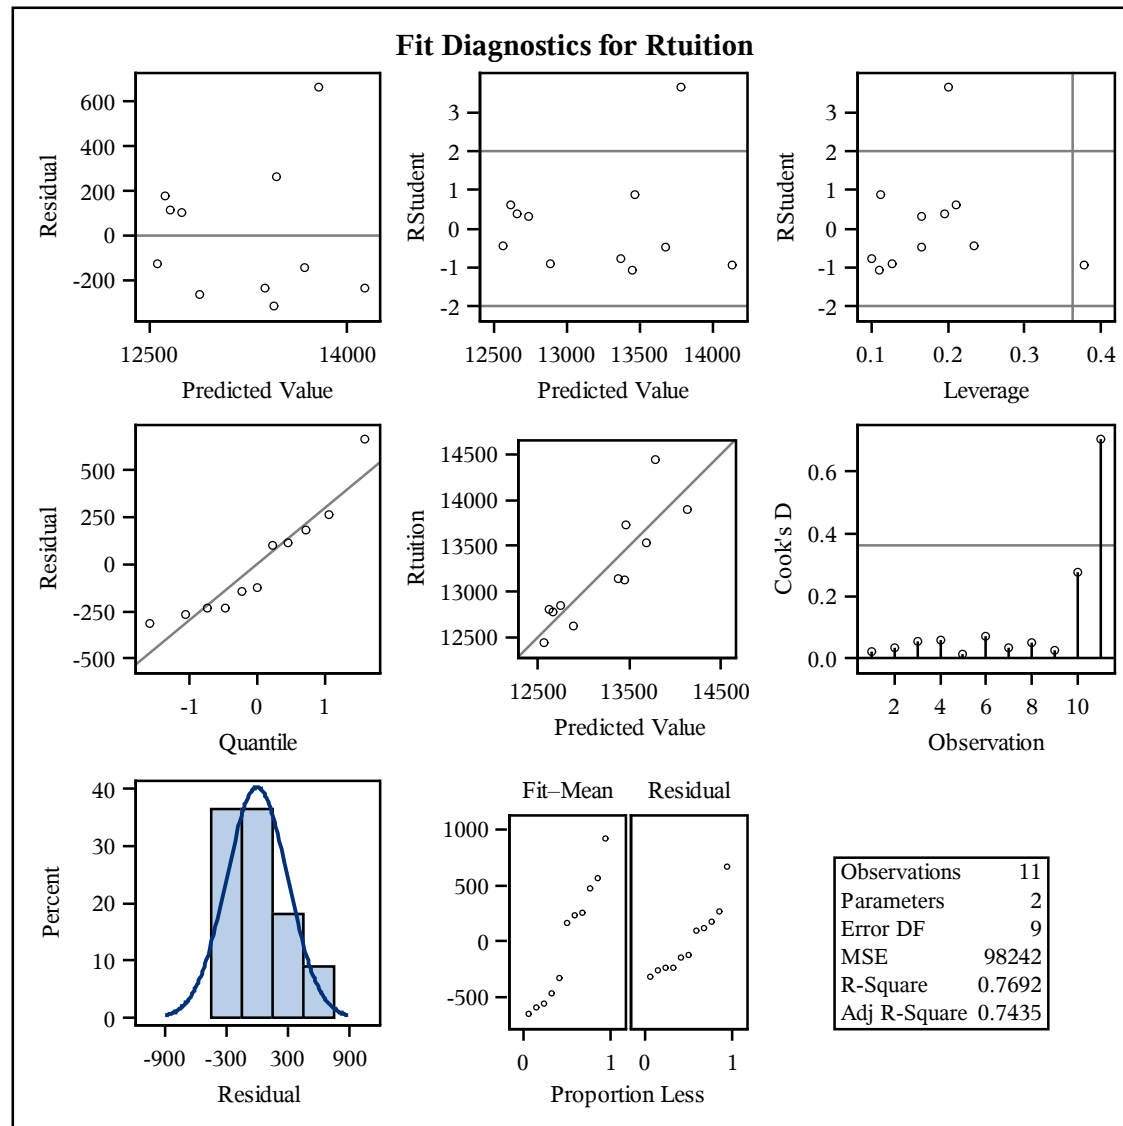 Fit Diagnostics for Rtuition
600
400
200
0
-200
Residual
12500 14000
Predicted Value
3
2
1
0
-1
-2
RStudent
12500 13000 13500 14000
Predicted Value
3
2
1
0
-1
-2
RStudent
0.1 0.2 0.3 0.4
Leverage
500
250
0
-250
-500
Residual
-1 0 1
Quantile
14500
14000
13500
13000
12500
Rtuition
12500 13500 14500
Predicted Value
0.6
0.4
0.2
0.0
Cook's D
2 4 6 8 10
Observation
40
30
20
10
0
Percent
-900 -300 300 900
Residual
Fit–Mean Residual
1000
500
0
-500
0 1 0 1
Proportion Less
Observations 11
Parameters 2
Error DF 9
MSE 98242
R-Square 0.7692
Adj R-Square 0.7435